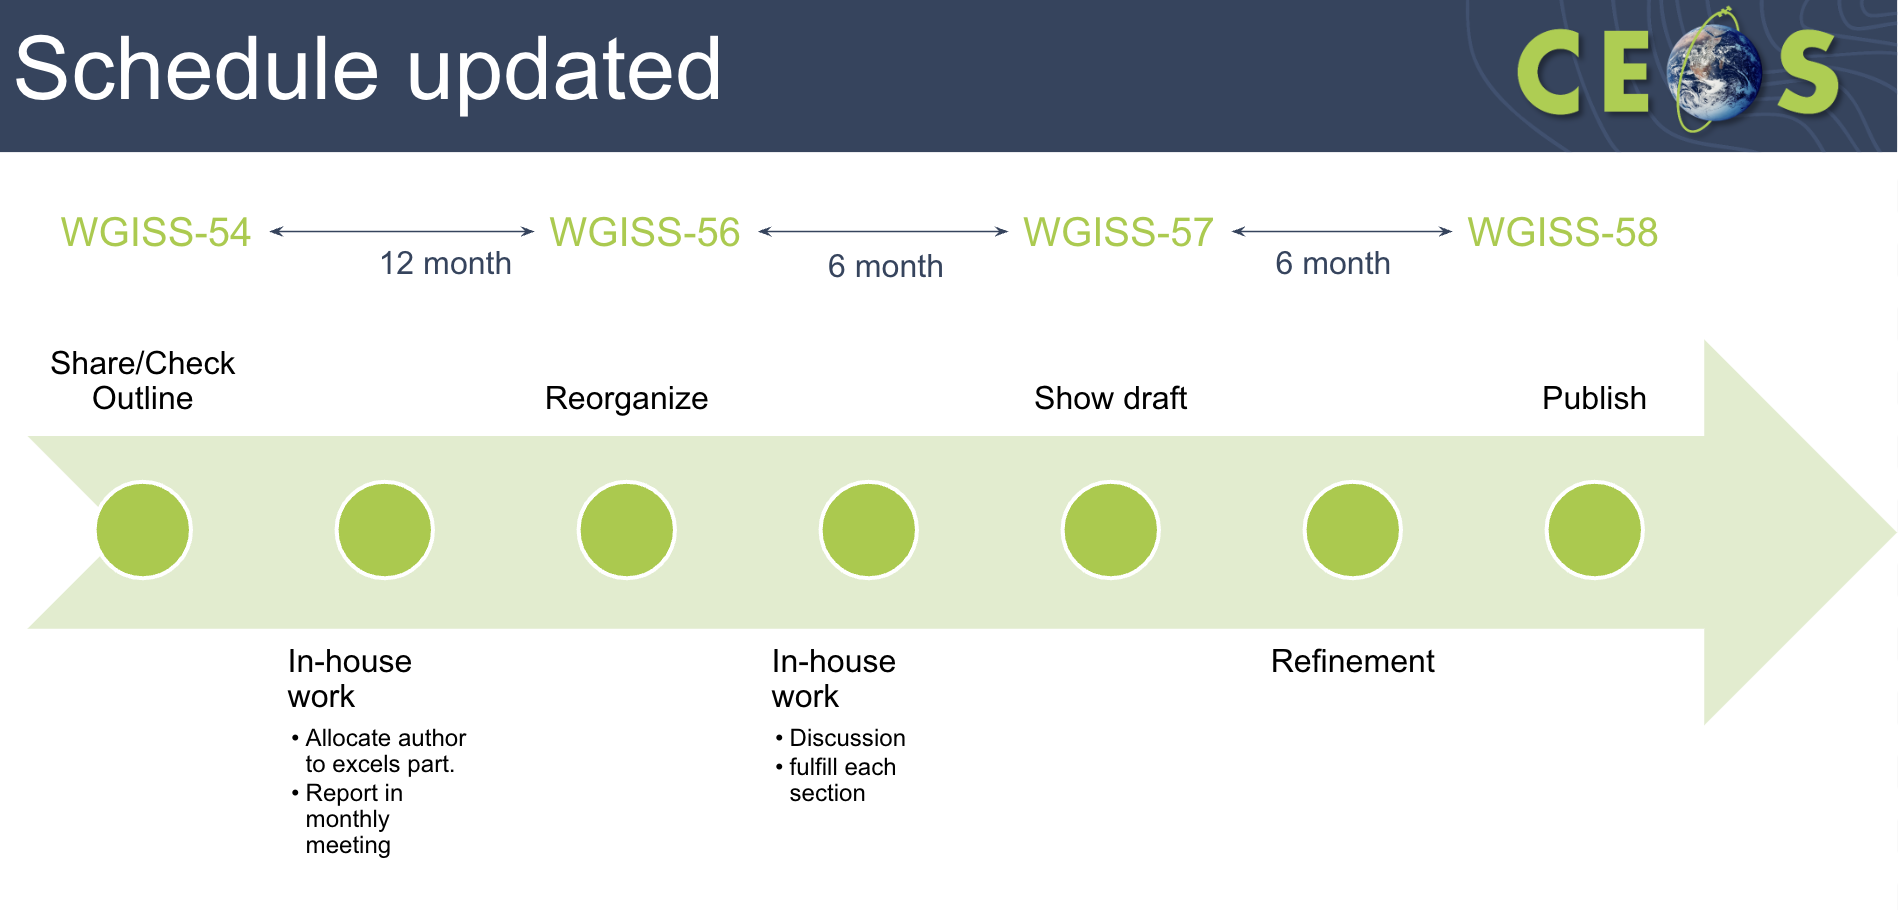 Schedule updated
CEOS
WGISS-54
12 month
WGISS-56
6 month
WGISS-57
6 month
WGISS-58
Share/Check
Outline
Reorganize
Show draft
Publish
In-house
work
• Allocate author
to excels part.
• Report in
monthly
meeting
In-house
work
• Discussion
• fulfill each
section
Refinement